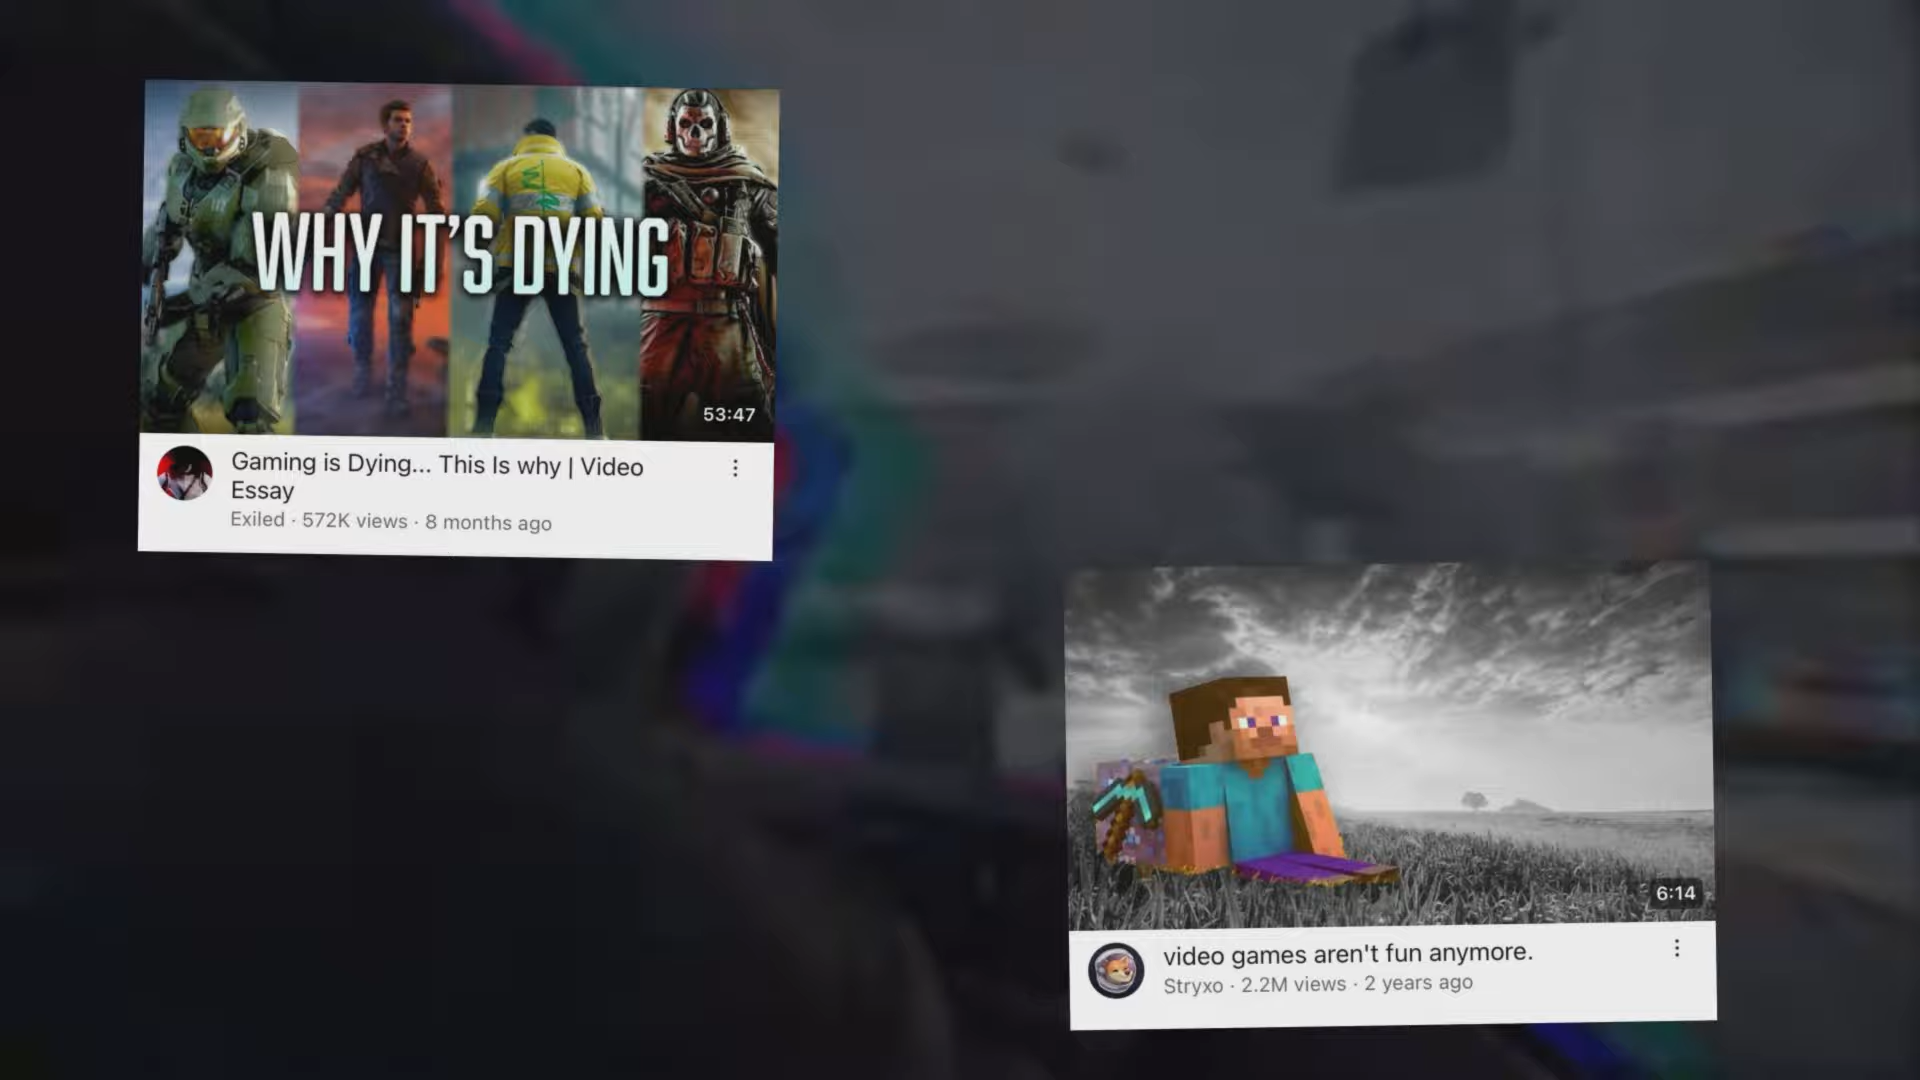 WHY IT'S DYING
53:47
Gaming is Dying... This Is why | Video
Essay
Exiled · 572K views · 8 months ago
6:14
video games aren't fun anymore.
Stryxo · 2.2M views · 2 years ago